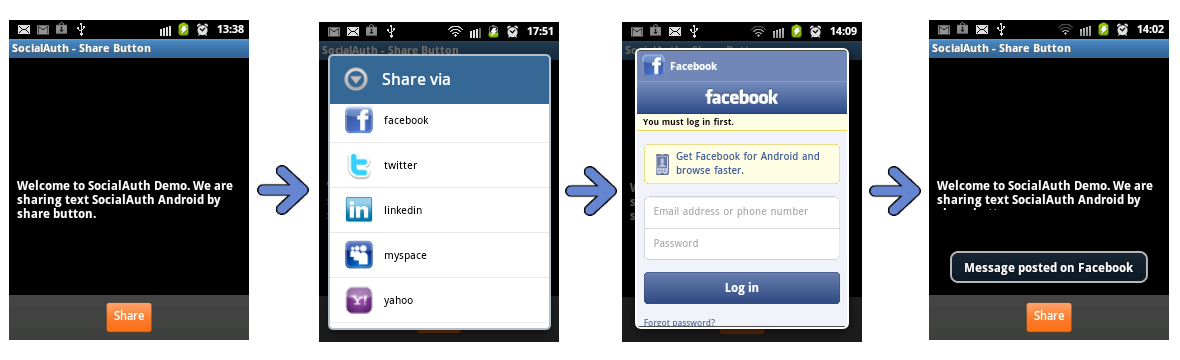 13:38
SocialAuth - Share Button
Welcome to SocialAuth Demo. We are
sharing text SocialAuth Android by
share button.
Share
17:51
SocialAuth - Share Button
Share via
facebook
twitter
linkedin
myspace
yahoo
14:09
Facebook
facebook
You must log in first.
Get Facebook for Android and
browse faster.
Email address or phone number
Password
Log in
Forgot password?
14:02
SocialAuth - Share Button
Welcome to SocialAuth Demo. We are
sharing text SocialAuth Android by
Message posted on Facebook
Share